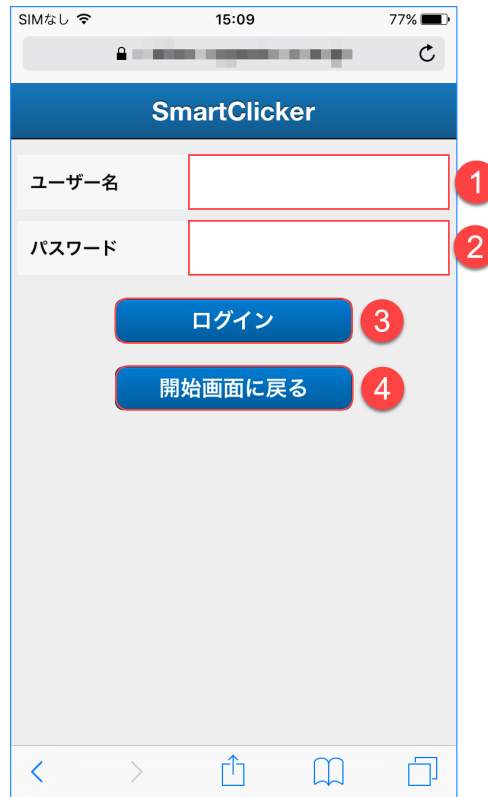 SIMなし 15:09 77%
SmartClicker
ユーザー名 1
パスワード 2
ログイン 3
開始画面に戻る 4